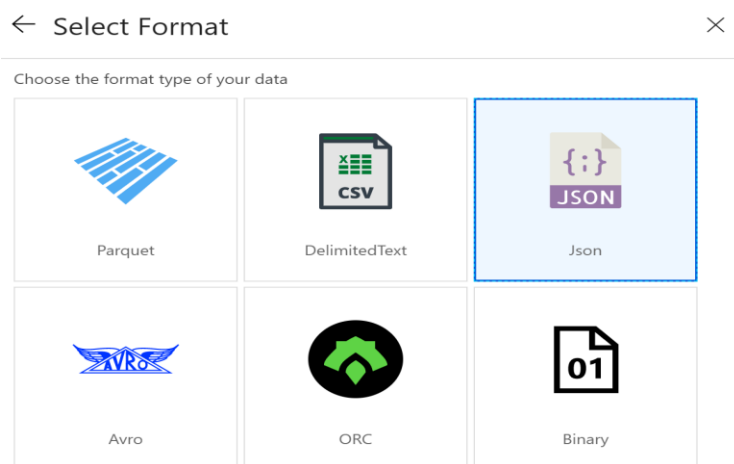 Select Format
Choose the format type of your data
CSV
{;}
JSON
Parquet
DelimitedText
Json
AVRO
01
Avro
ORC
Binary